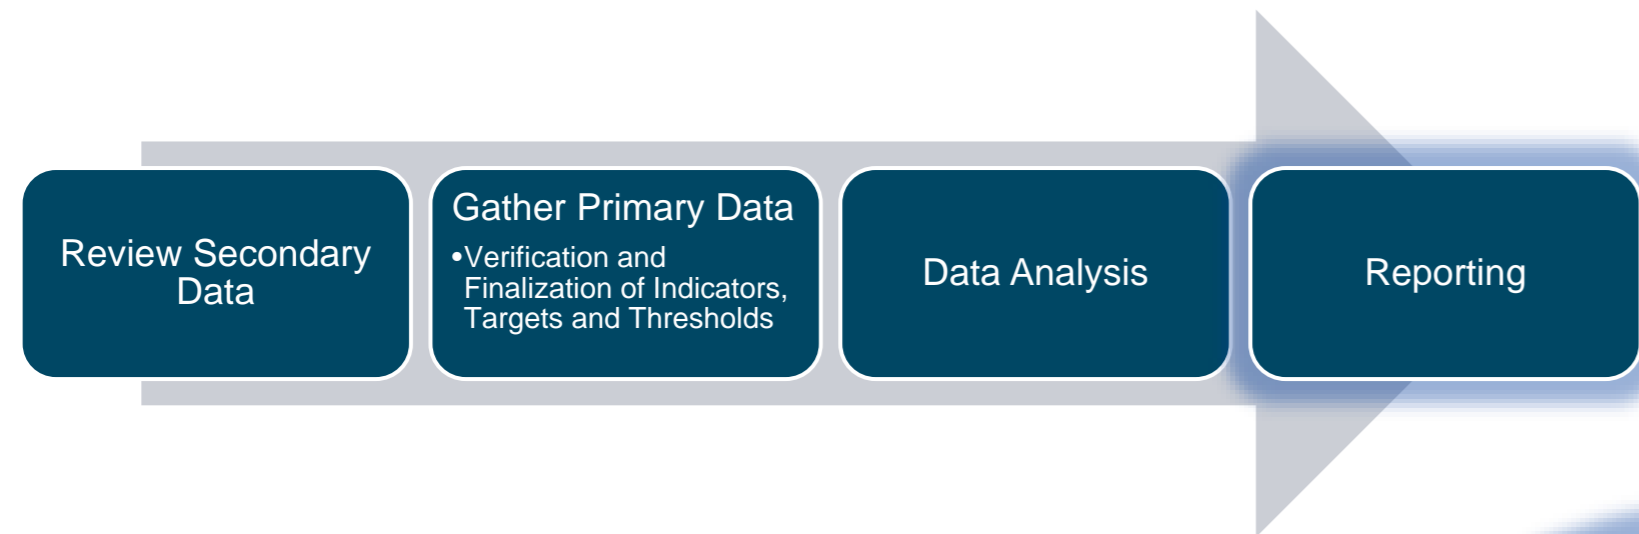 Review Secondary
Data
Gather Primary Data
•Verification and
Finalization of Indicators,
Targets and Thresholds
Data Analysis
Reporting